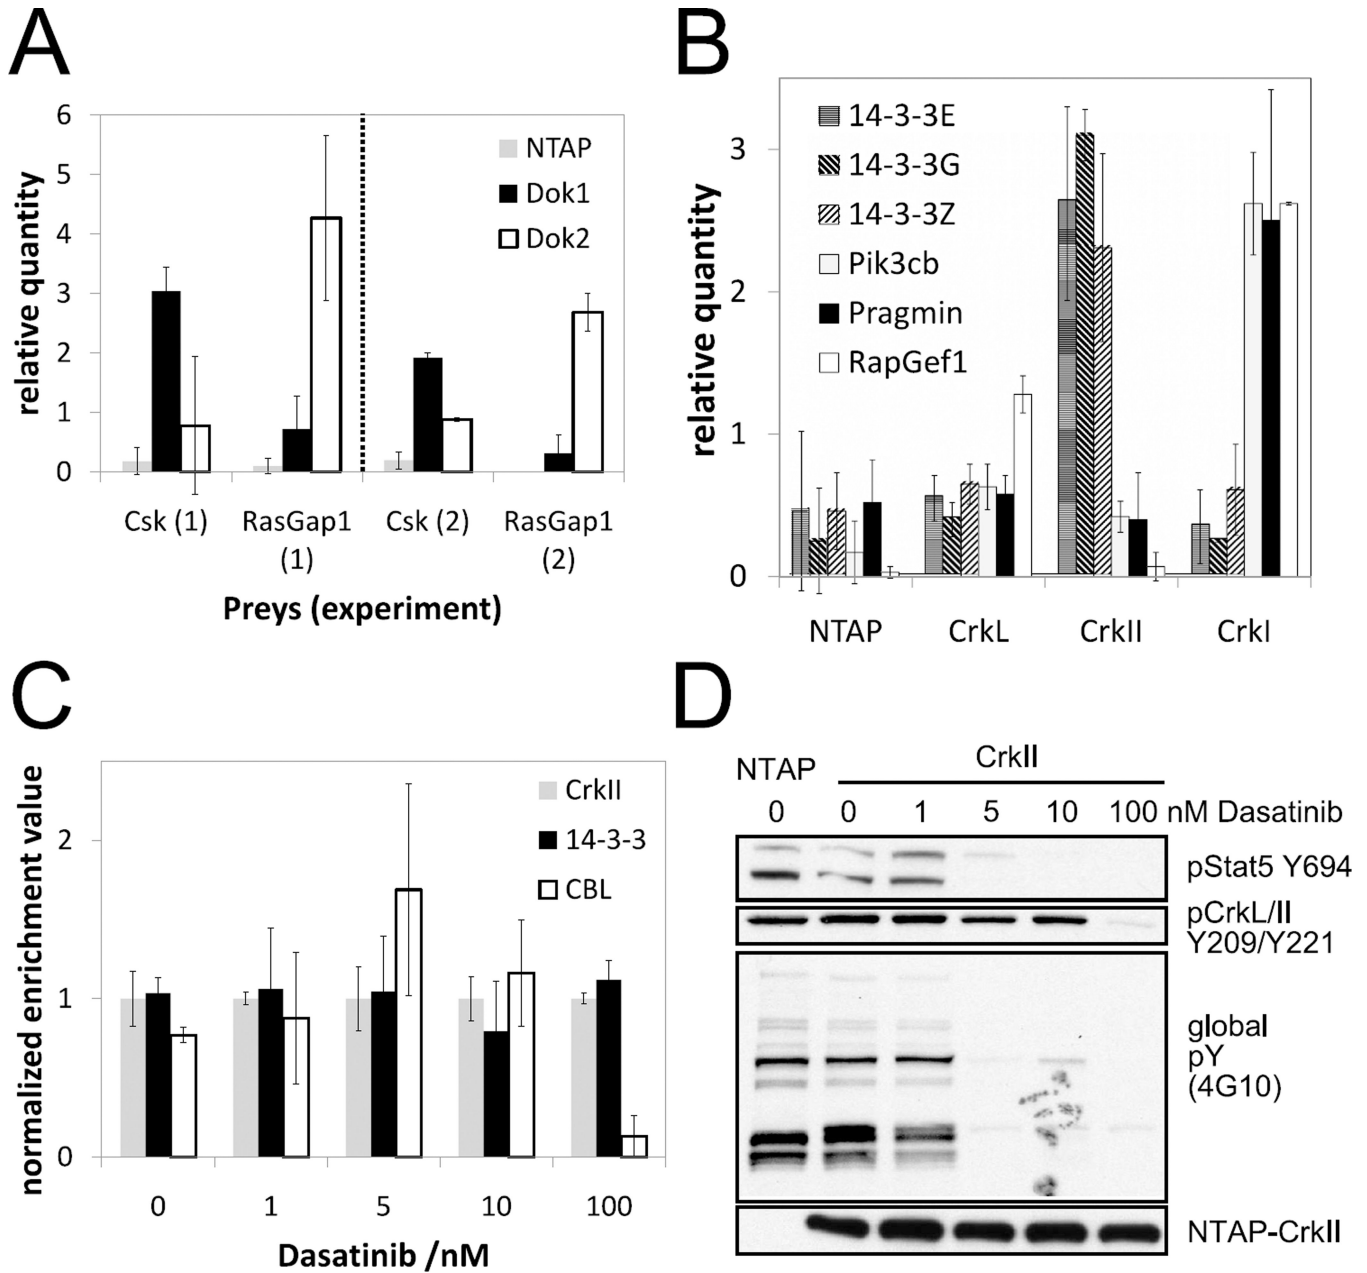 A
relative quantity
6
5
4
3
2
1
0
NTAP
Dok1
Dok2
Csk (1)
RasGap1
(1)
Csk (2)
RasGap1
(2)
Preys (experiment)
B
relative quantity
3
2
1
0
14-3-3E
14-3-3G
14-3-3Z
Pik3cb
Pragmin
RapGef1
NTAP
CrkL
CrkII
CrkI
C
normalized enrichment value
2
1
0
CrkII
14-3-3
CBL
0
1
5
10
100
Dasatinib /nM
D
NTAP
CrkII
0 0 1 5 10 100 nM Dasatinib
pStat5 Y694
pCrkL/II
Y209/Y221
global
pY
(4G10)
NTAP-CrkII